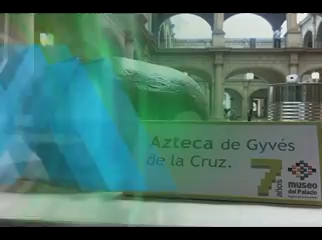 Azteca de Gyvés
de la Cruz.
7
años
museo
del Palacio